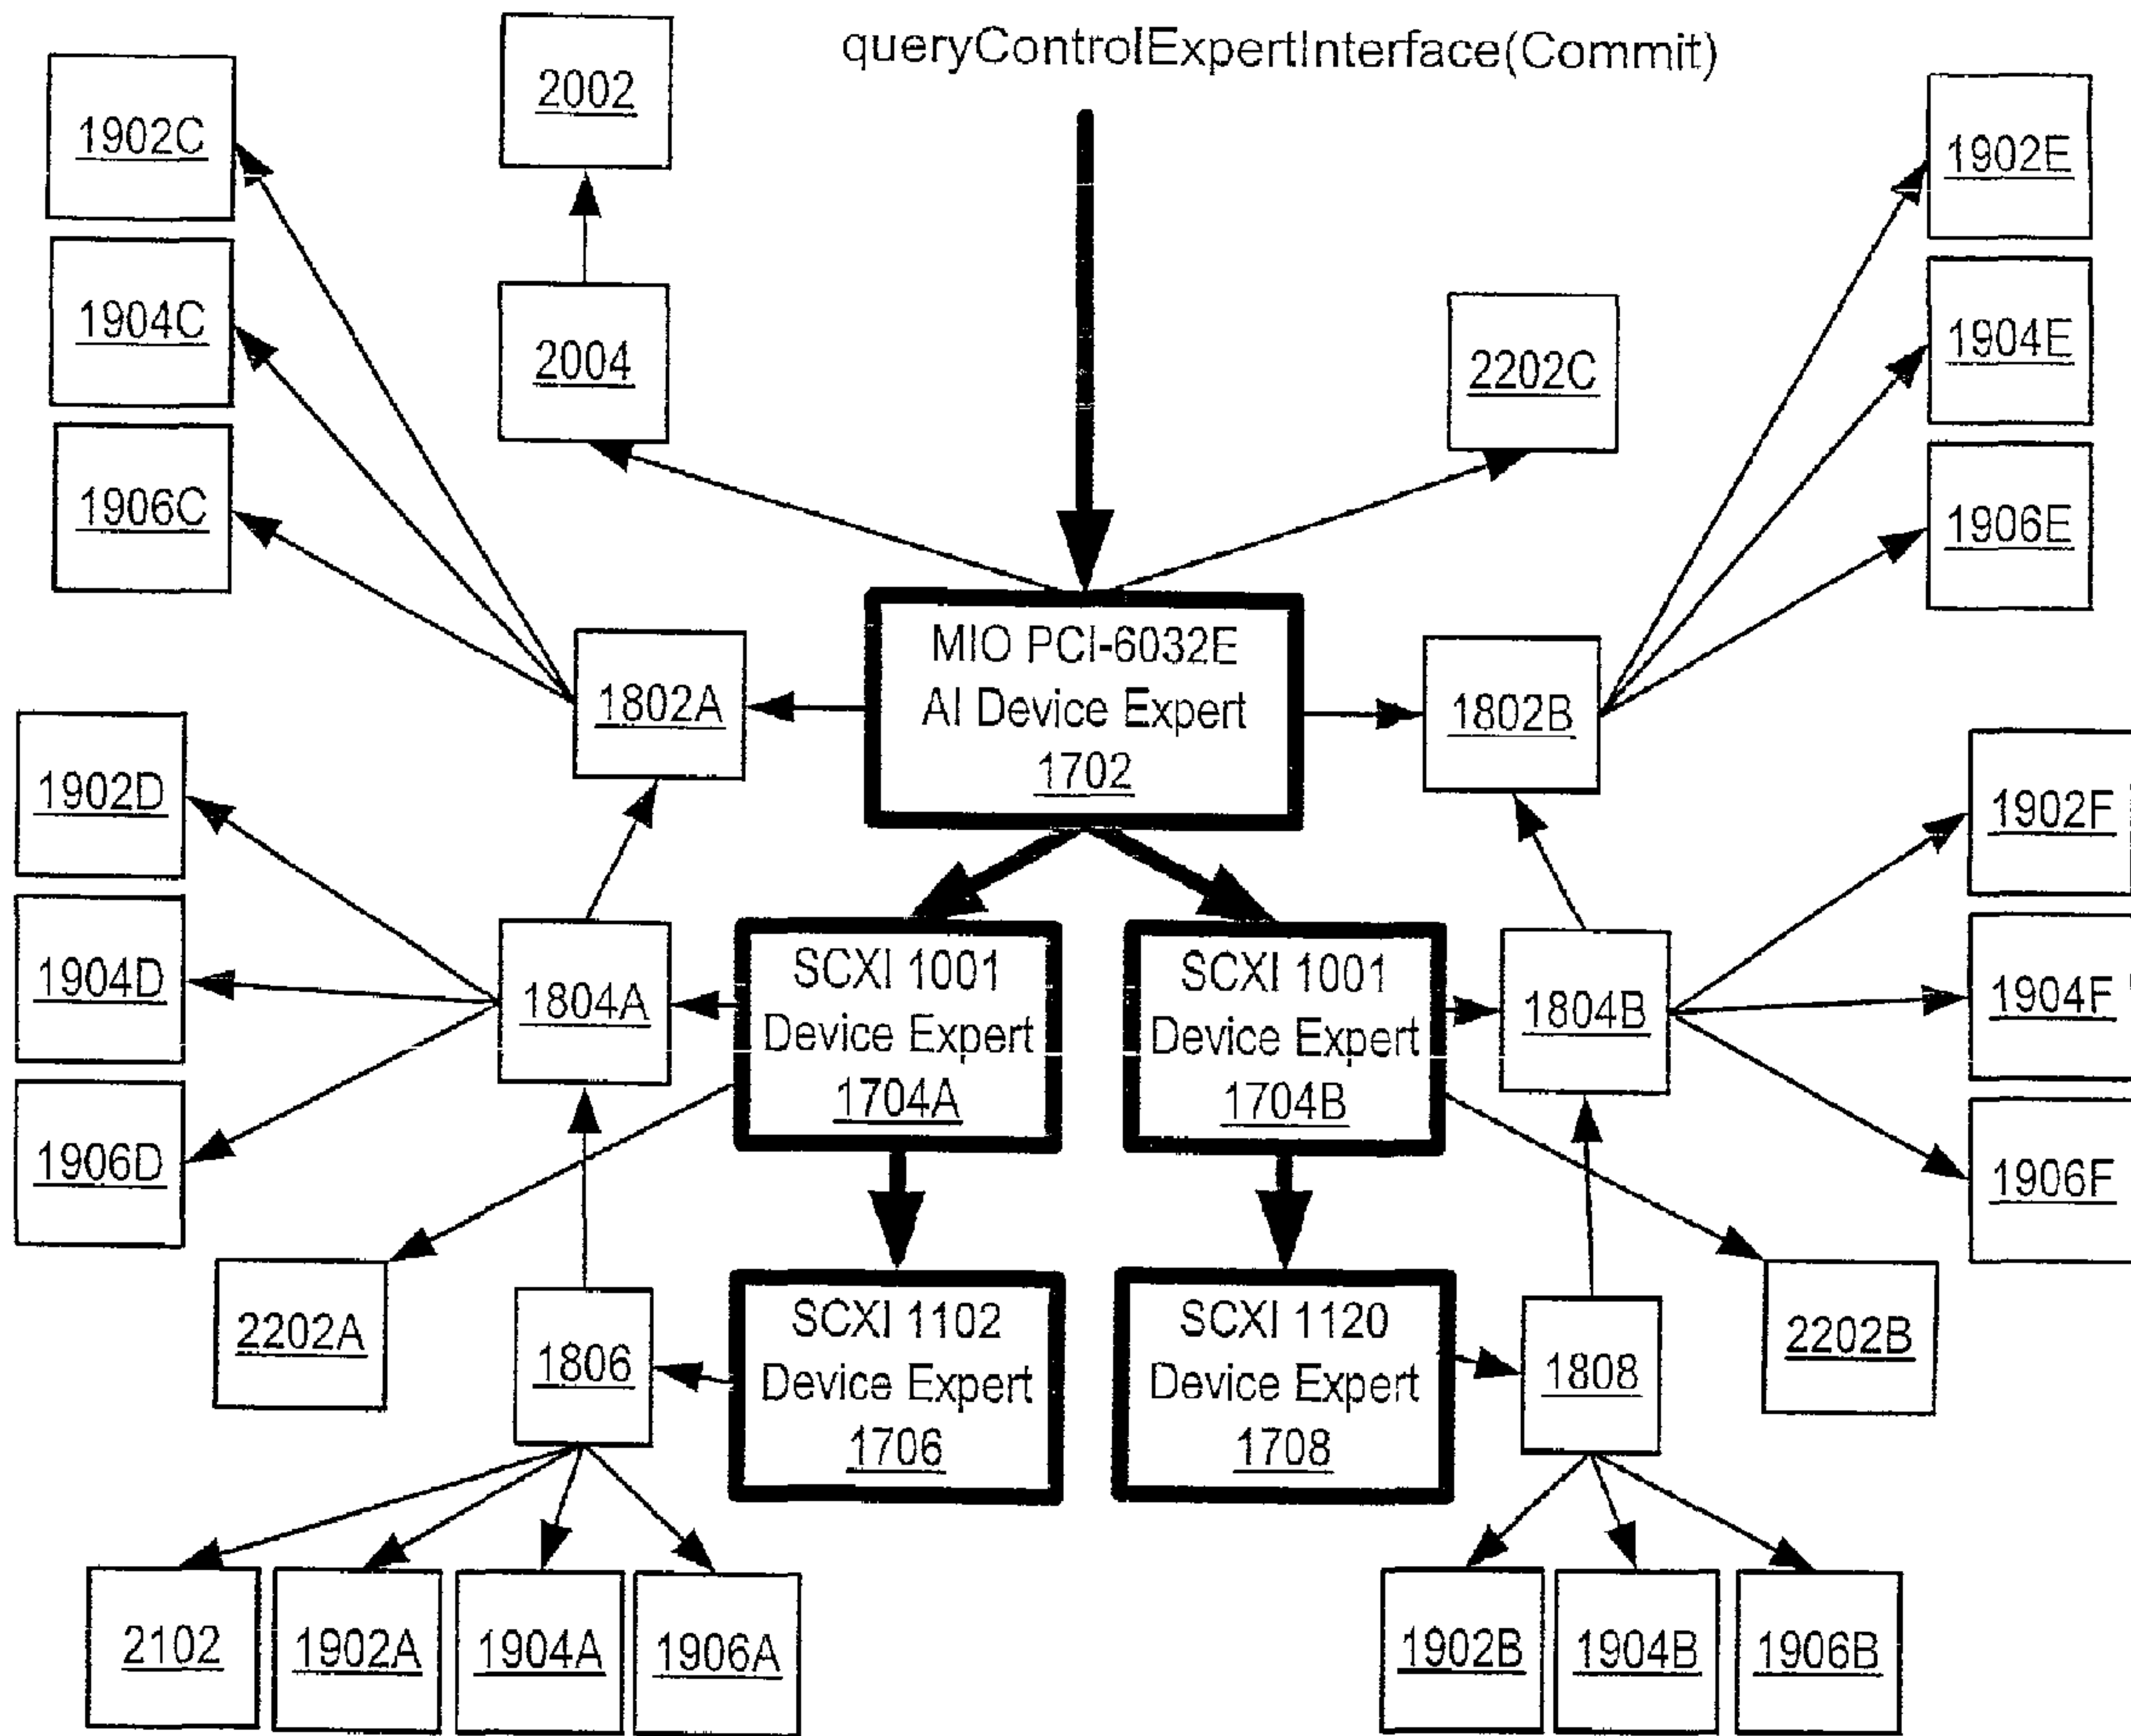 queryControlExpertInterface(Commit)
2002
1902C
1902E
1904C
2004
1904E
2202C
1906C
1906E
MIO PCI-6032E
AI Device Expert
1702
1802A
1802B
1902D
1902F
1904D
1804A
SCXI 1001
Device Expert
1704A
SCXI 1001
Device Expert
1704B
1804B
1904F
1906D
1906F
2202A
1806
SCXI 1102
Device Expert
1706
SCXI 1120
Device Expert
1708
1808
2202B
2102
1902A
1904A
1906A
1902B
1904B
1906B